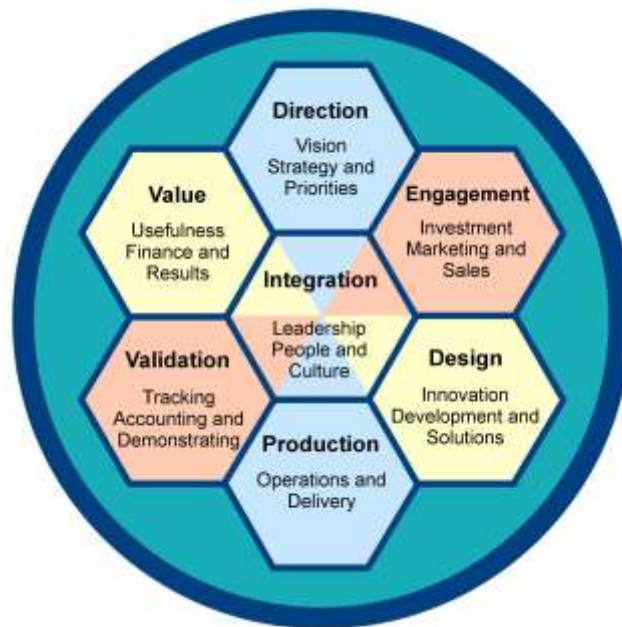 Direction
Vision
Strategy and
Priorities
Engagement
Investment
Marketing and
Sales
Design
Innovation
Development and
Solutions
Production
Operations and
Delivery
Validation
Tracking
Accounting and
Demonstrating
Value
Usefulness
Finance and
Results
Integration
Leadership
People and
Culture